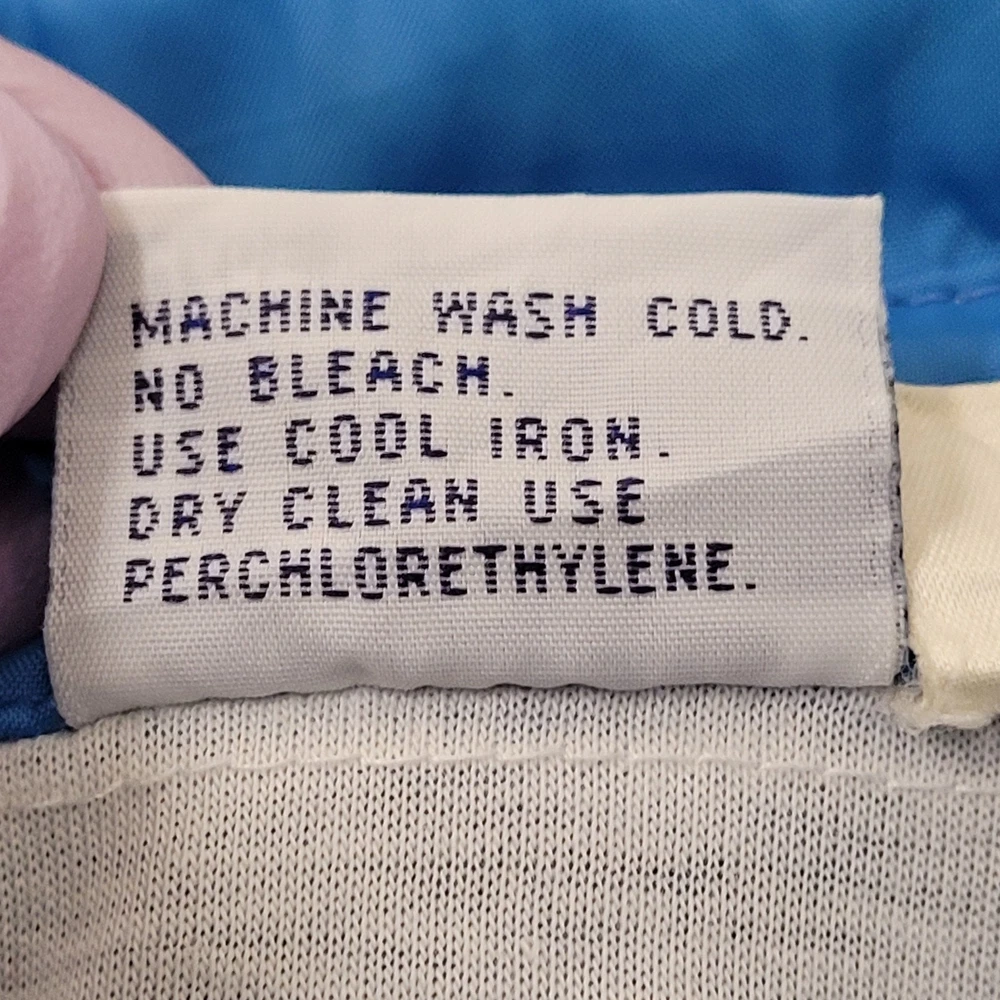 MACHINE WASH COLD.
NO BLEACH.
USE COOL IRON.
DRY CLEAN USE
PERCHLORETHYLENE.